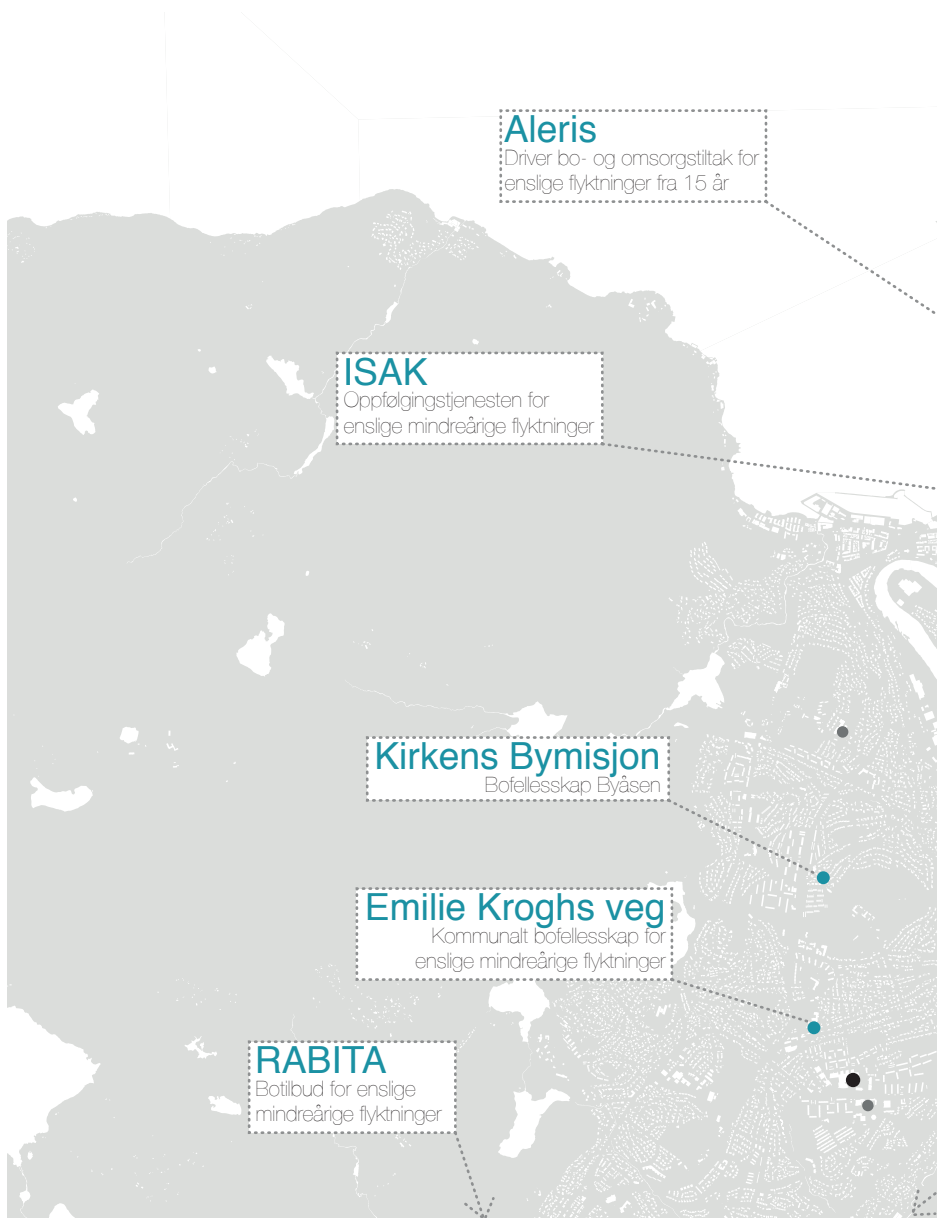 Aleris
Driver bo- og omsorgstiltak for
enslige flyktninger fra 15 år
ISAK
Oppfølgingstjenesten for
enslige mindreårige flyktninger
Kirkens Bymisjon
Bofellesskap Byåsen
Emilie Kroghs veg
Kommunalt bofellesskap for
enslige mindreårige flyktninger
RABITA
Botilbud for enslige
mindreårige flyktninger